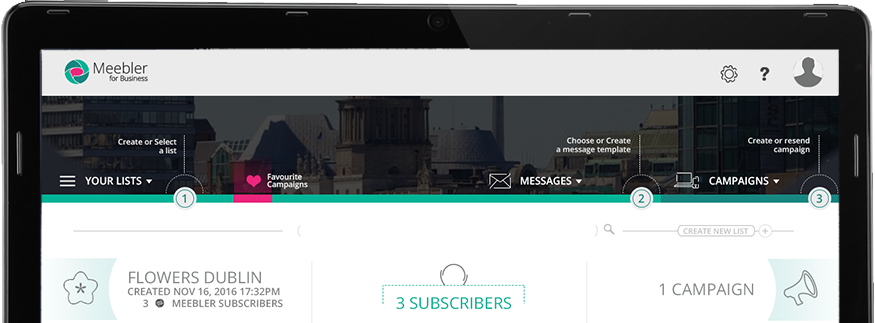 Meebler
for Business
?
Create or Select
a list
Choose or Create
a message template
Create or resend
campaign
YOUR LISTS
Favourite
Campaigns
MESSAGES
CAMPAIGNS
1
2
3
CREATE NEW LIST +
FLOWERS DUBLIN
CREATED NOV 16, 2016 17:32PM
3 MEEBLER SUBSCRIBERS
3 SUBSCRIBERS
1 CAMPAIGN